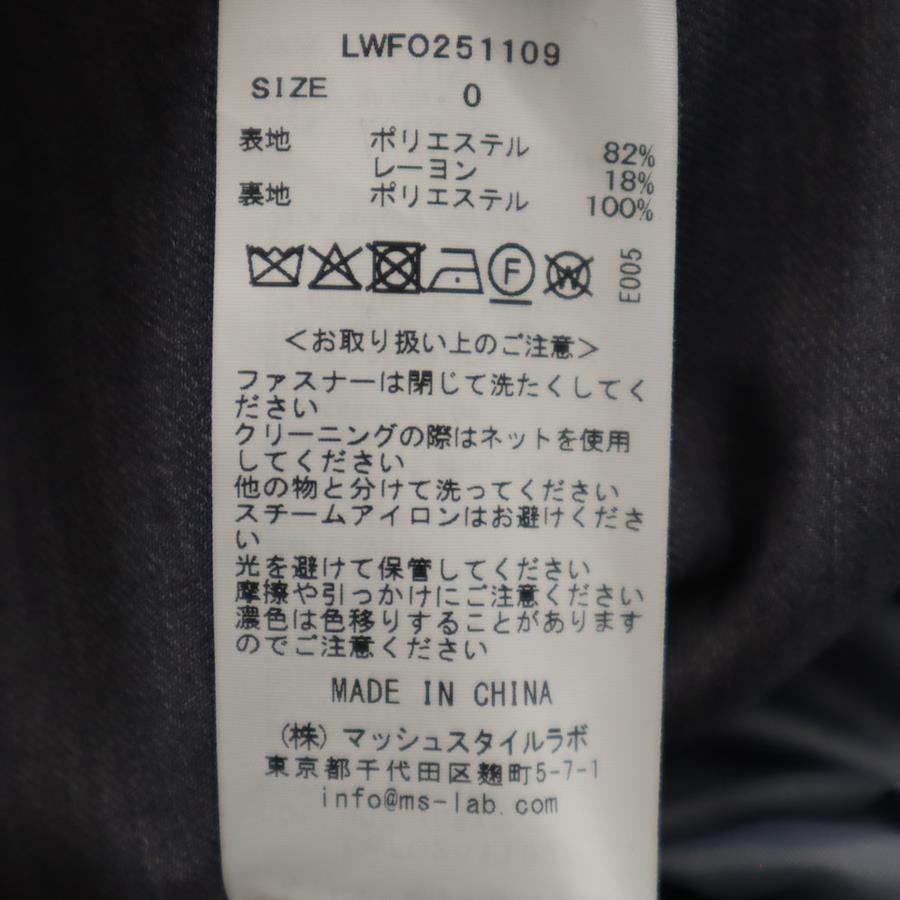 LWFO251109
SIZE 0
表地 ポリエステル 82%
レーヨン 18%
裏地 ポリエステル 100%
F W E005
＜お取り扱い上のご注意＞
ファスナーは閉じて洗たくしてく
ださい
クリーニングの際はネットを使用
してください
他の物と分けて洗ってください
スチームアイロンはお避けくださ
い
光を避けて保管してください
摩擦や引っかけにご注意ください
濃色は色移りすることがあります
のでご注意ください
MADE IN CHINA
(株)マッシュスタイルラボ
東京都千代田区麹町5-7-1
info@ms-lab.com